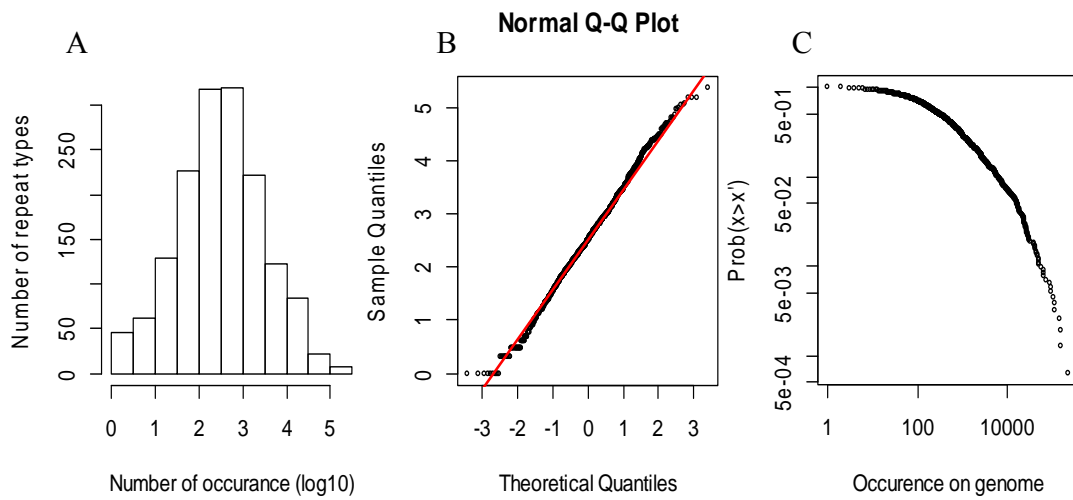 Normal Q-Q Plot
A
B
C
Number of repeat types
0
50
150
250
0 1 2 3 4 5
Number of occurance (log10)
Sample Quantiles
0
1
2
3
4
5
-3 -2 -1 0 1 2 3
Theoretical Quantiles
Prob(x>x')
5e-04
5e-03
5e-02
5e-01
1 100 10000
Occurence on genome